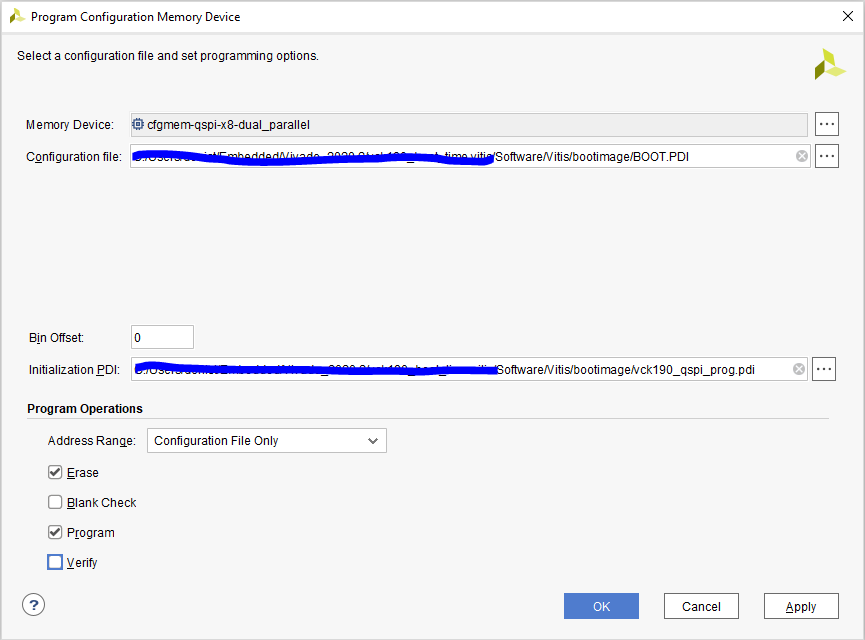 Program Configuration Memory Device
Select a configuration file and set programming options.
Memory Device: cfgmem-qspi-x8-dual_parallel ...
Configuration file: /Software/Vitis/bootimage/BOOT.PDI ...
Bin Offset: 0
Initialization PDI: Software/Vitis/bootimage/vck190_qspi_prog.pdi ...
Program Operations
Address Range: Configuration File Only
Erase
Blank Check
Program
Verify
? OK Cancel Apply